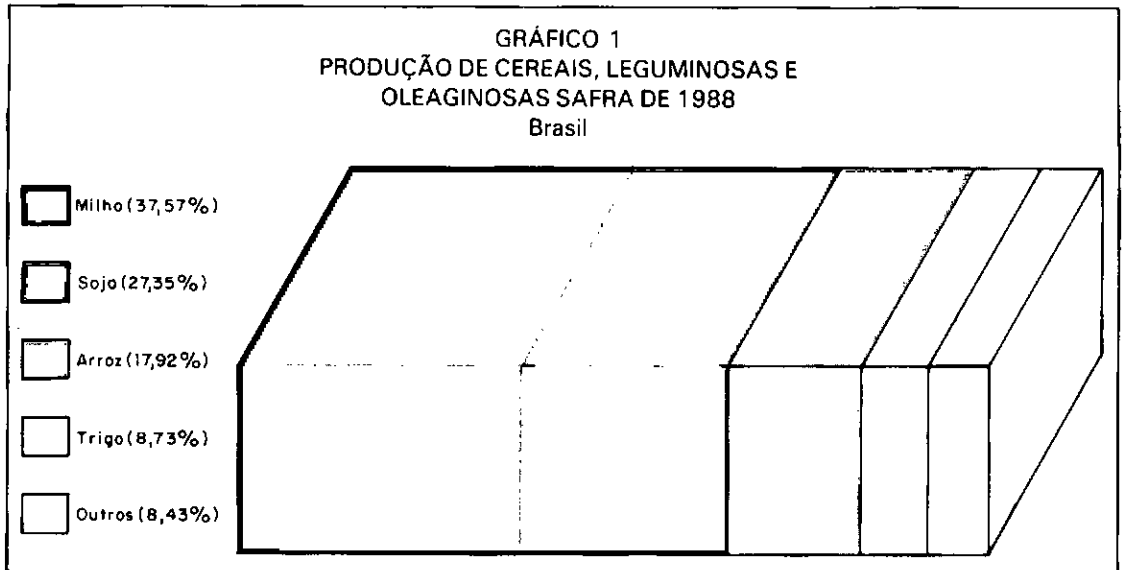 GRÁFICO 1
PRODUÇÃO DE CEREAIS, LEGUMINOSAS E
OLEAGINOSAS SAFRA DE 1988
Brasil
Milho (37,57%)
Soja (27,35%)
Arroz (17,92%)
Trigo (8,73%)
Outros (8,43%)